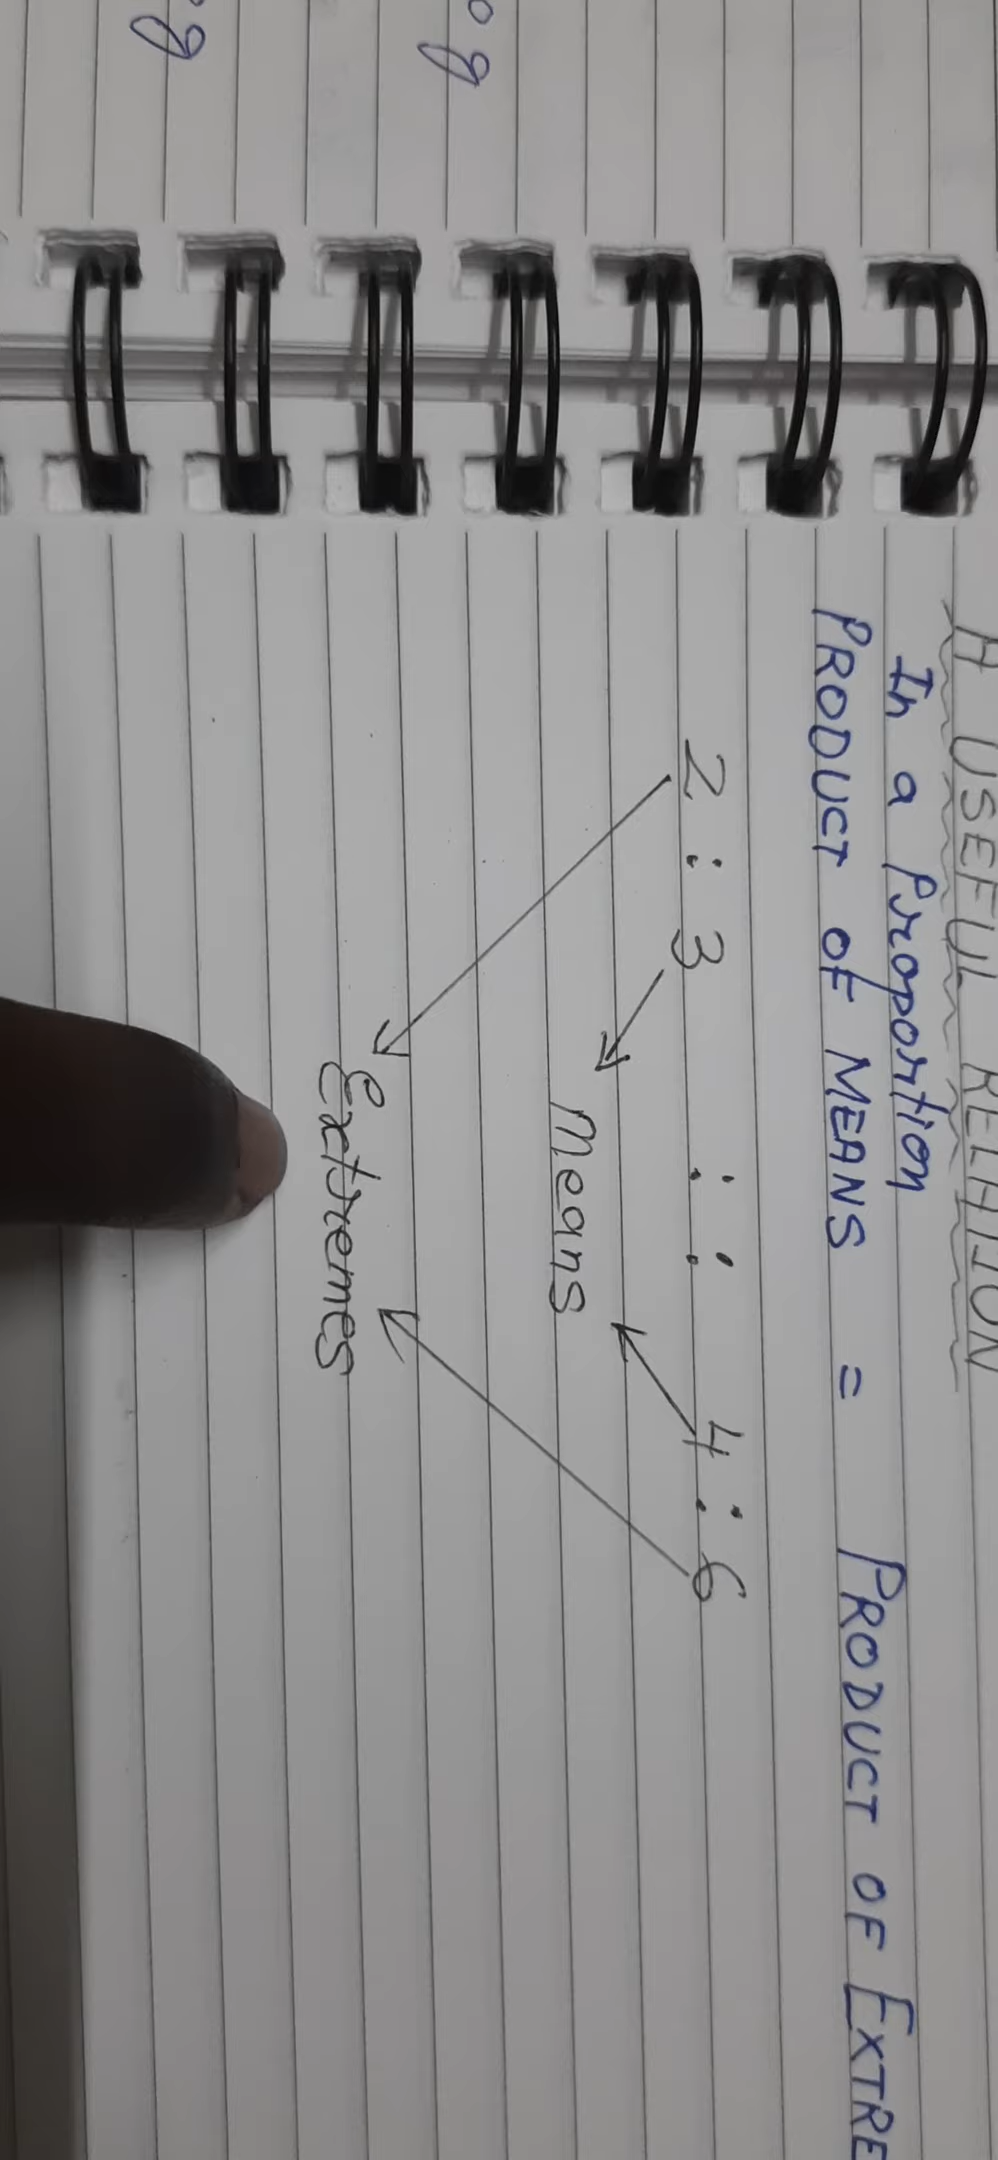 A USEFUL RELATION
In a Proportion
PRODUCT OF MEANS = PRODUCT OF EXTRE
2 : 3 : : 4 : 6
Means
Extremes